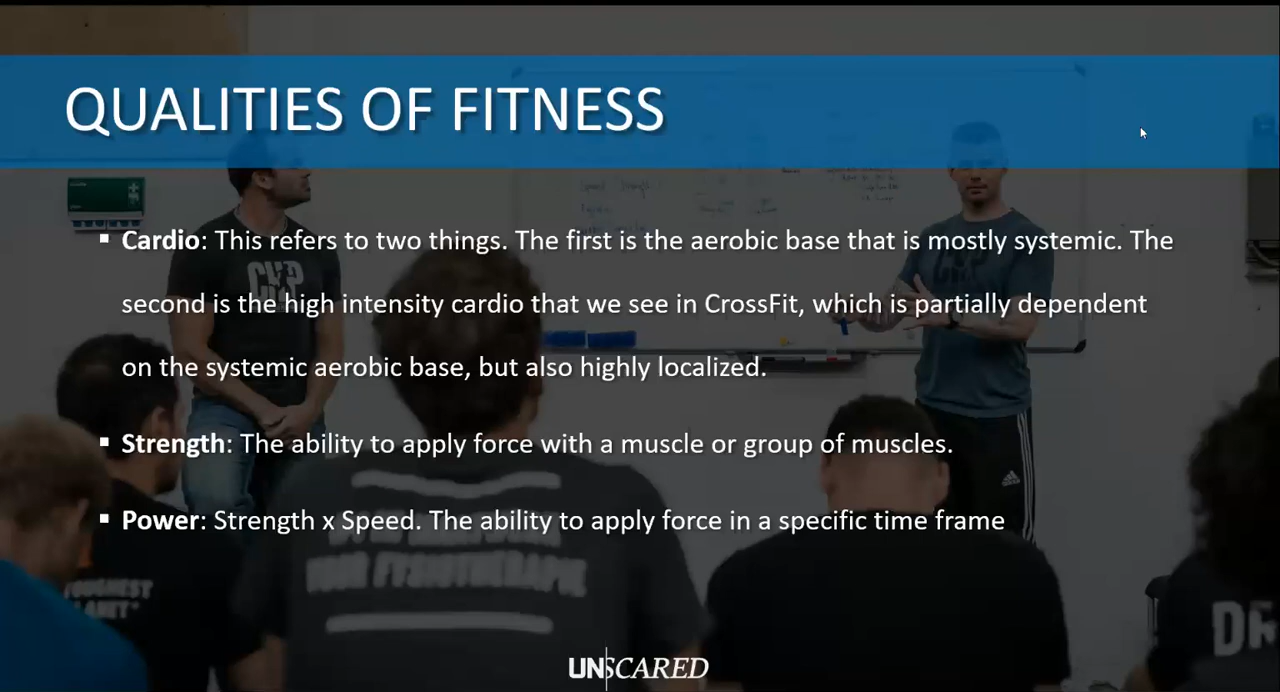 QUALITIES OF FITNESS
▪ Cardio: This refers to two things. The first is the aerobic base that is mostly systemic. The
second is the high intensity cardio that we see in CrossFit, which is partially dependent
on the systemic aerobic base, but also highly localized.
▪ Strength: The ability to apply force with a muscle or group of muscles.
▪ Power: Strength x Speed. The ability to apply force in a specific time frame
YOUR FYSIOTHERAPIE
UNSCARED